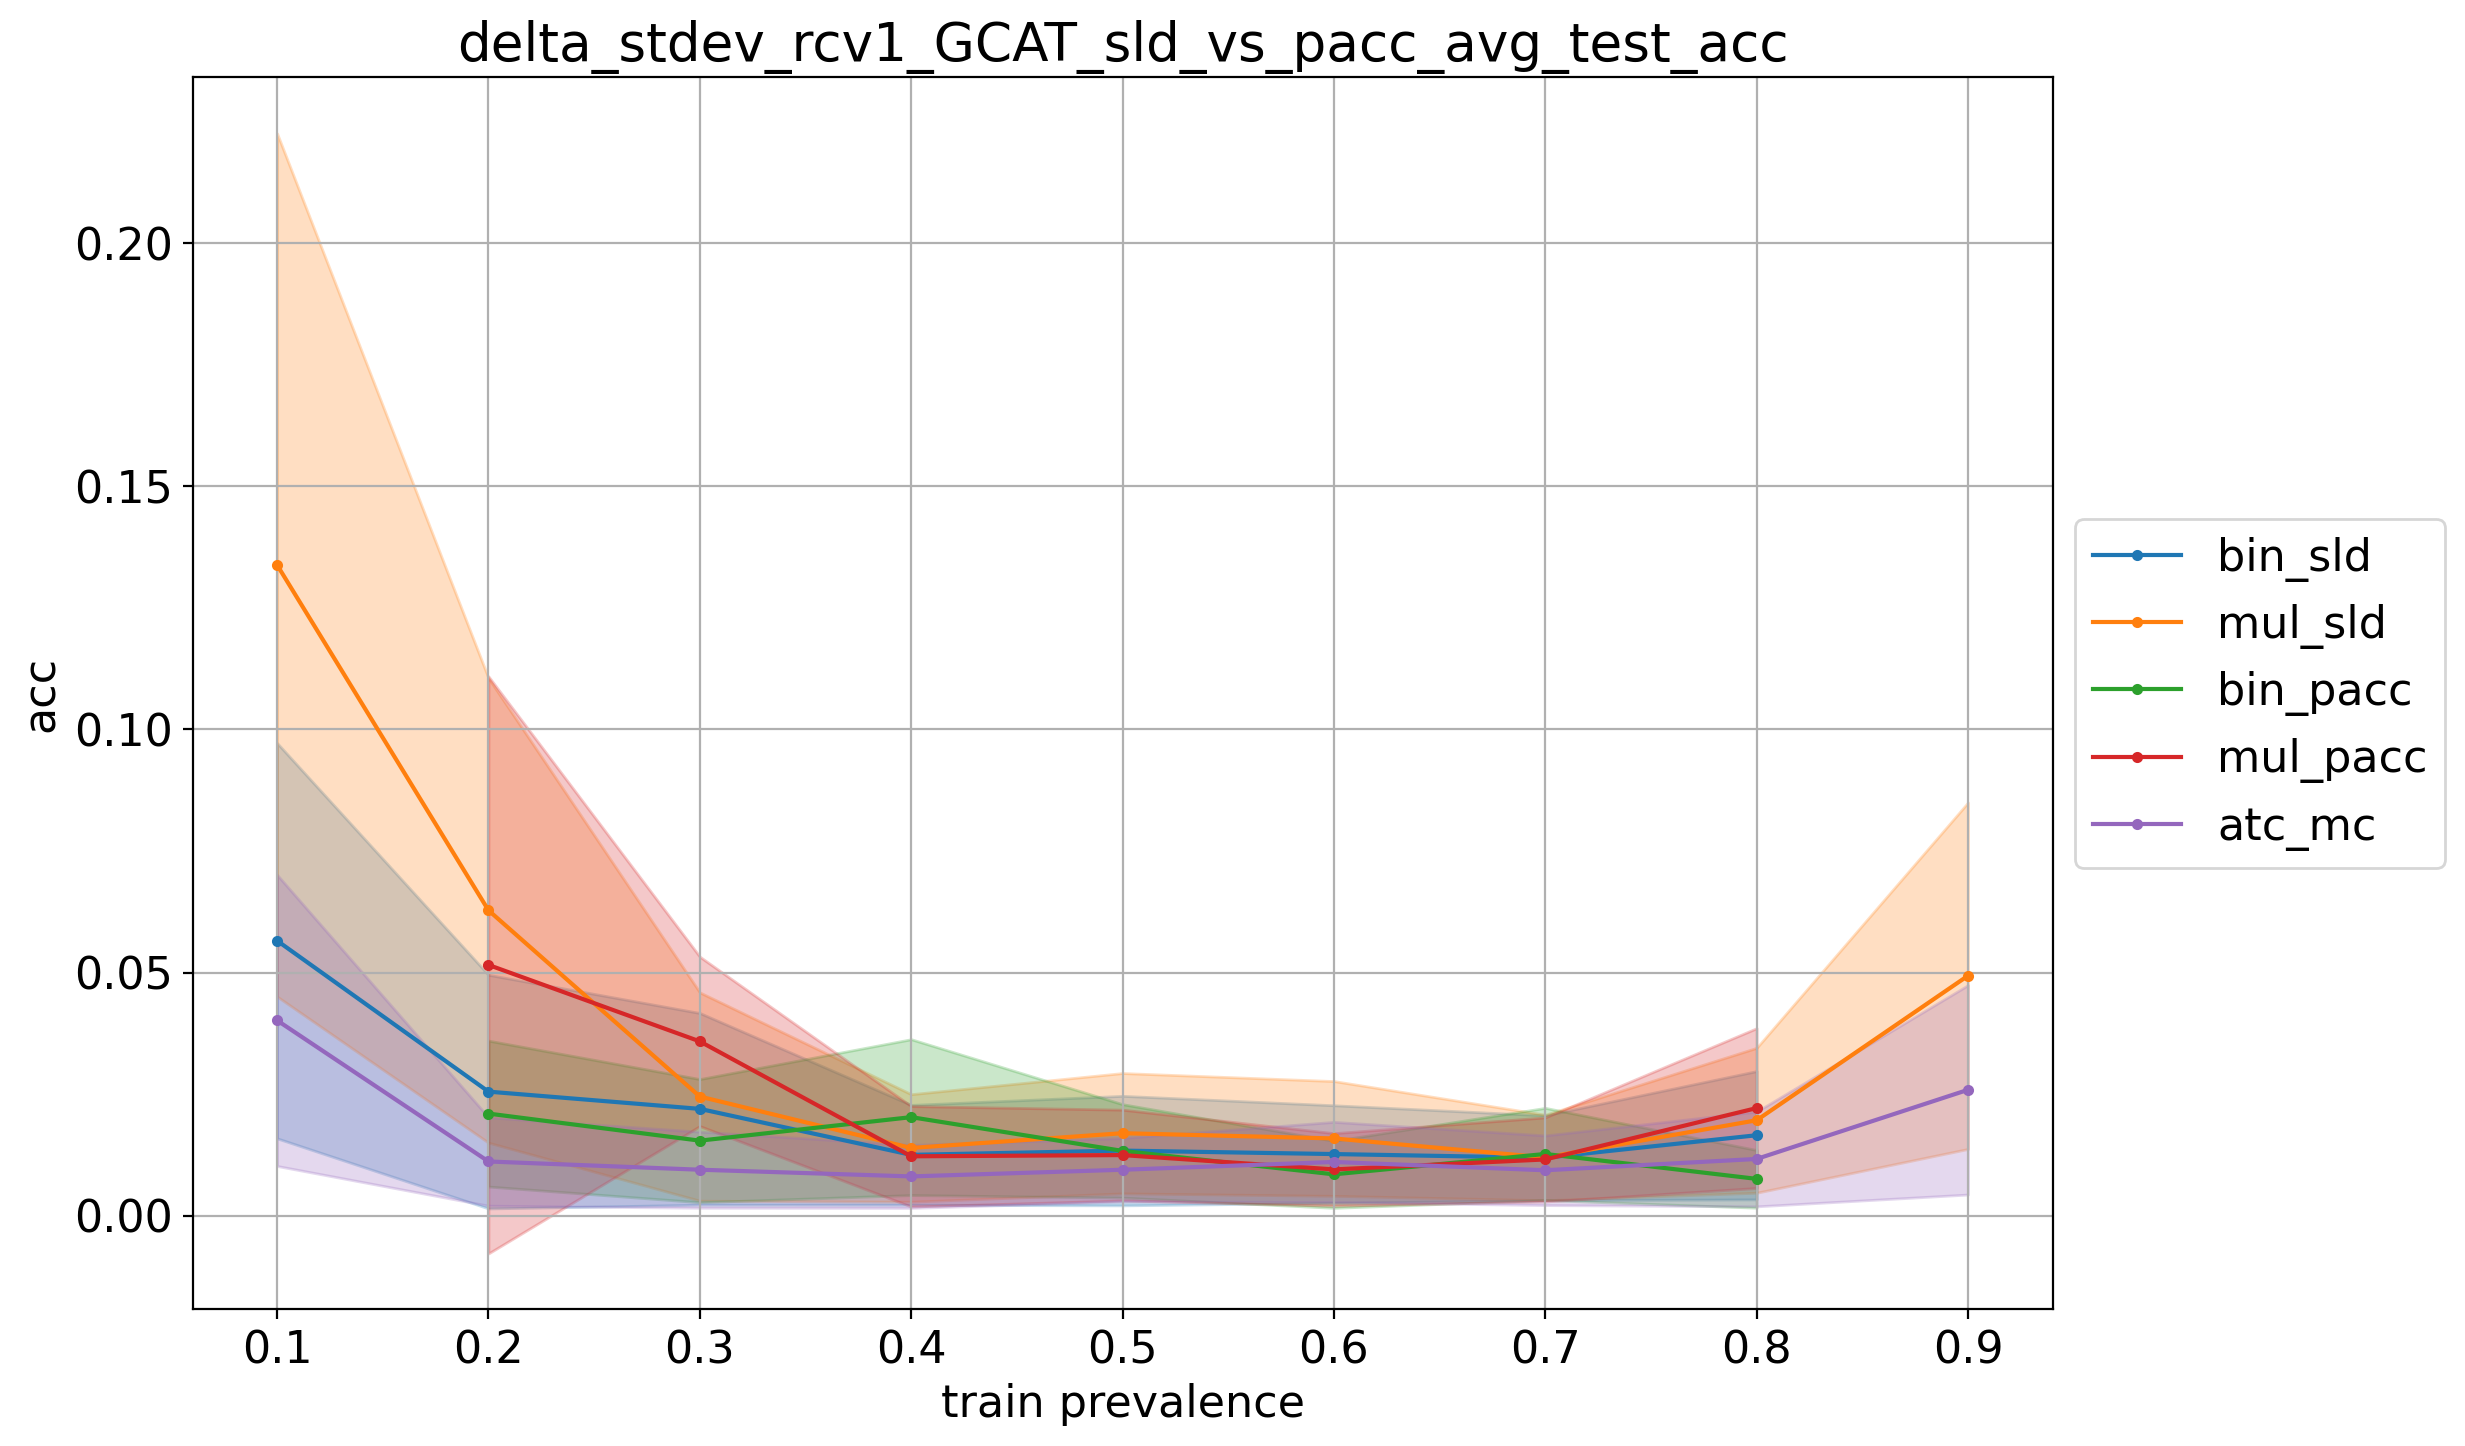 delta_stdev_rcv1_GCAT_sld_vs_pacc_avg_test_acc
acc
0.20
0.15
0.10
0.05
0.00
0.1 0.2 0.3 0.4 0.5 0.6 0.7 0.8 0.9
train prevalence
bin_sld
mul_sld
bin_pacc
mul_pacc
atc_mc